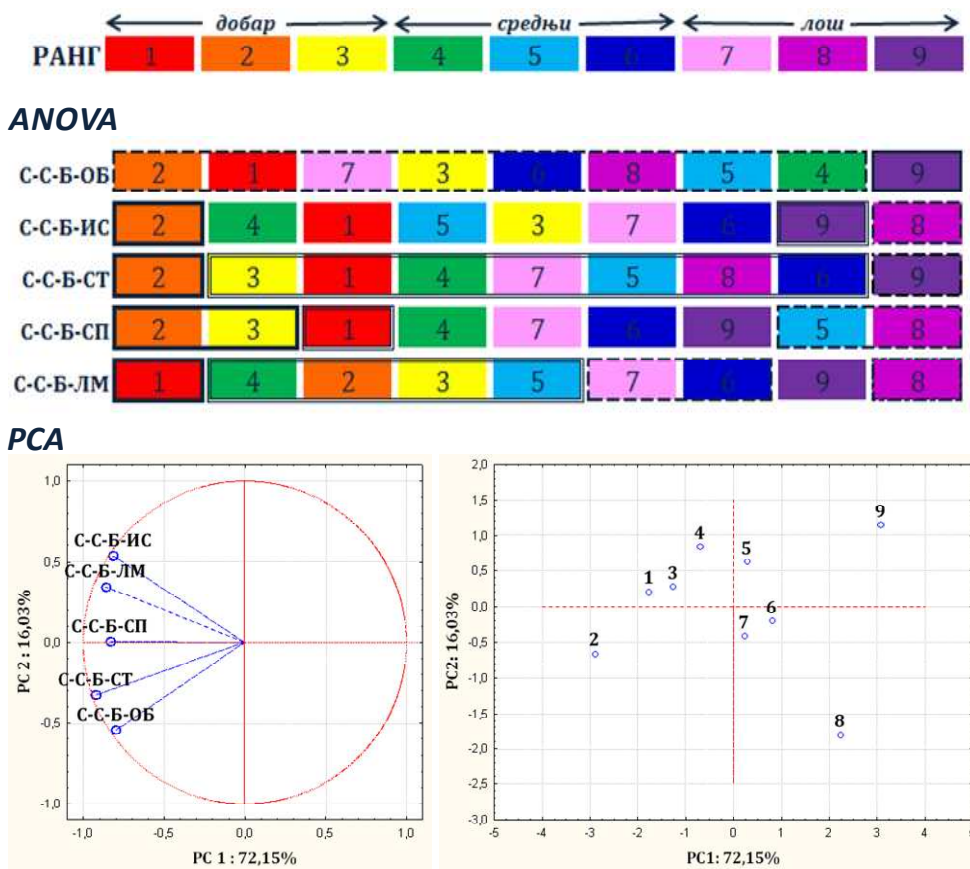 добар средњи лош
РАНГ 1 2 3 4 5 6 7 8 9
ANOVA
С-С-Б-ОБ 2 1 7 3 6 8 5 4 9
С-С-Б-ИС 2 4 1 5 3 7 6 9 8
С-С-Б-СТ 2 3 1 4 7 5 8 6 9
С-С-Б-СП 2 3 1 4 7 6 9 5 8
С-С-Б-ЛМ 1 4 2 3 5 7 6 9 8
PCA
1,0
0,5
0,0
-0,5
-1,0
PC 2 : 16,03%
С-С-Б-ИС
С-С-Б-ЛМ
С-С-Б-СП
С-С-Б-СТ
С-С-Б-ОБ
-1,0 -0,5 0,0 0,5 1,0
PC 1 : 72,15%
2,0
1,5
1,0
0,5
0,0
-0,5
-1,0
-1,5
-2,0
-2,5
-3,0
PC2: 16,03%
9
4
5
1 3
6
7
2
8
-5 -4 -3 -2 -1 0 1 2 3 4 5
PC1: 72,15%